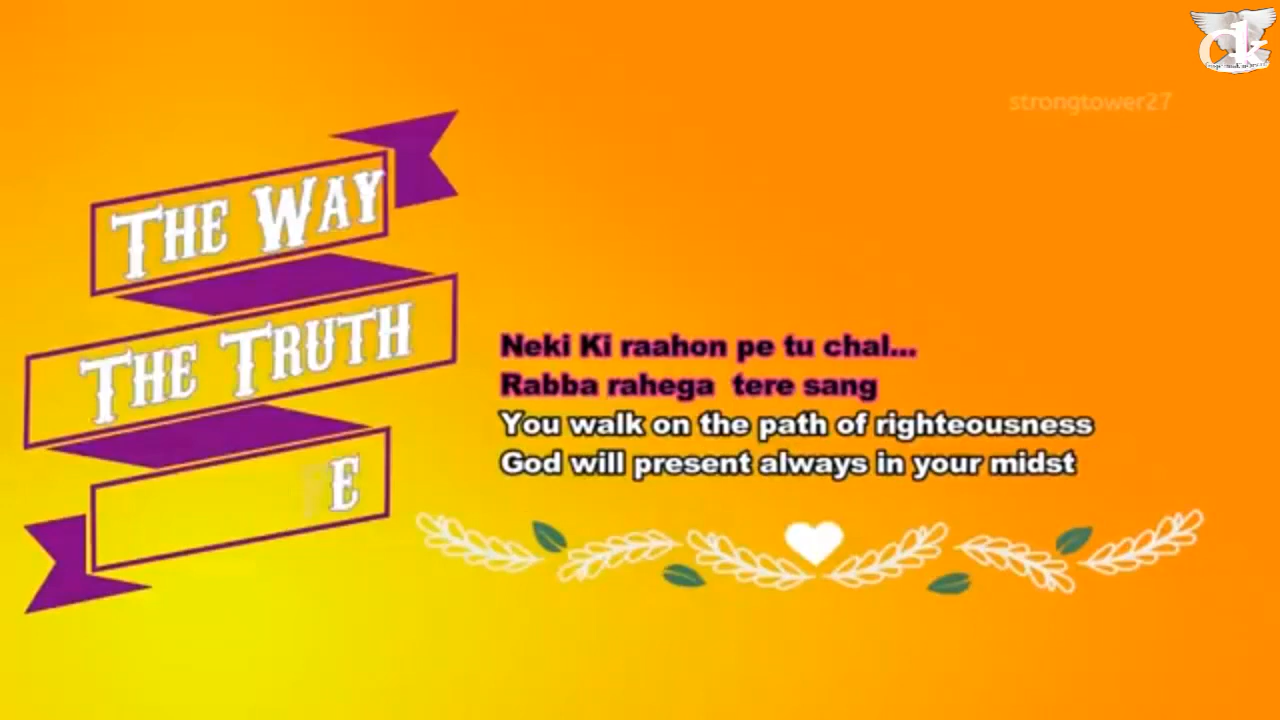 The Way
The Truth
E
strongtower27
Neki Ki raahon pe tu chal...
Rabba rahega tere sang
You walk on the path of righteousness
God will present always in your midst
ck